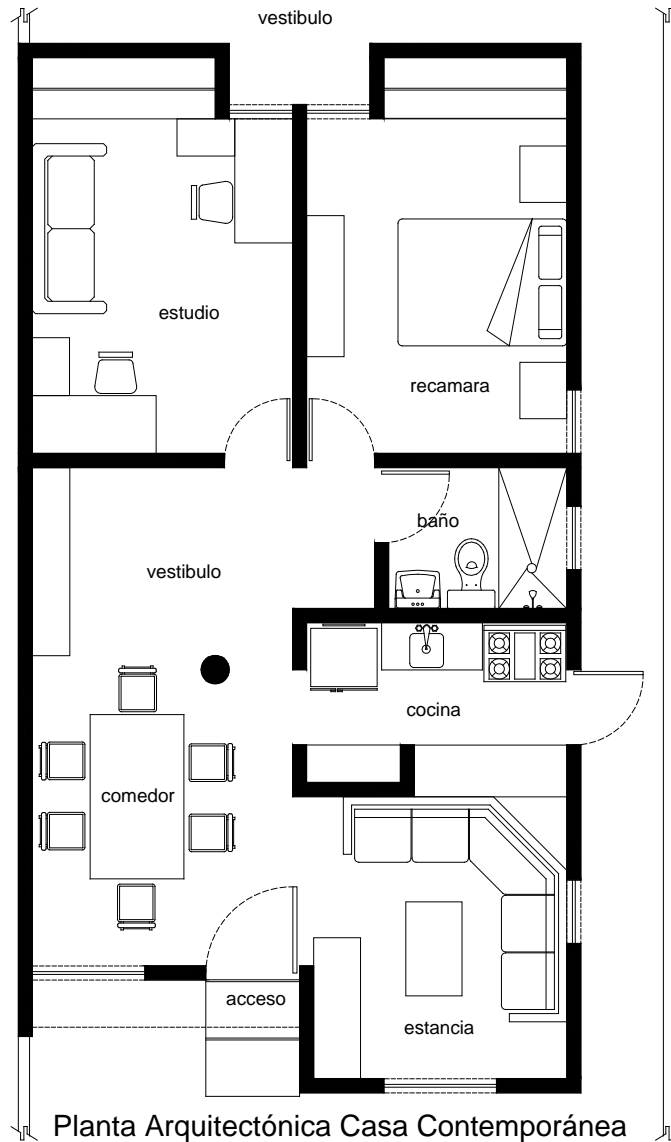 vestibulo
estudio
recamara
baño
vestibulo
cocina
comedor
acceso
estancia
Planta Arquitectónica Casa Contemporánea